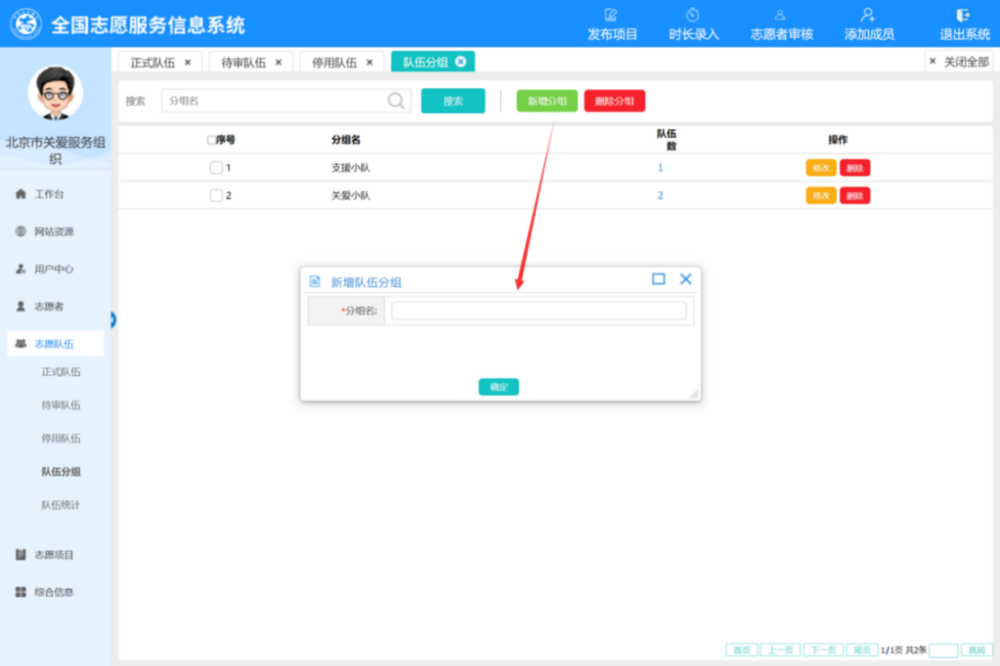 全国志愿服务信息系统
发布项目 时长录入 志愿者审核 添加成员 退出系统
正式队伍 × 待审队伍 × 停用队伍 × 队伍分组 × × 关闭全部
北京市关爱服务组
织
搜索 分组名 搜索 新增分组 删除分组
序号 分组名 队伍
数 操作
1 支援小队 1 修改 删除
2 关爱小队 2 修改 删除
工作台
网站资源
用户中心
志愿者
志愿队伍
正式队伍
待审队伍
停用队伍
队伍分组
队伍统计
志愿项目
综合信息
新增队伍分组
*分组名:
确定
首页 上一页 下一页 尾页 1/1页 共2条 跳转